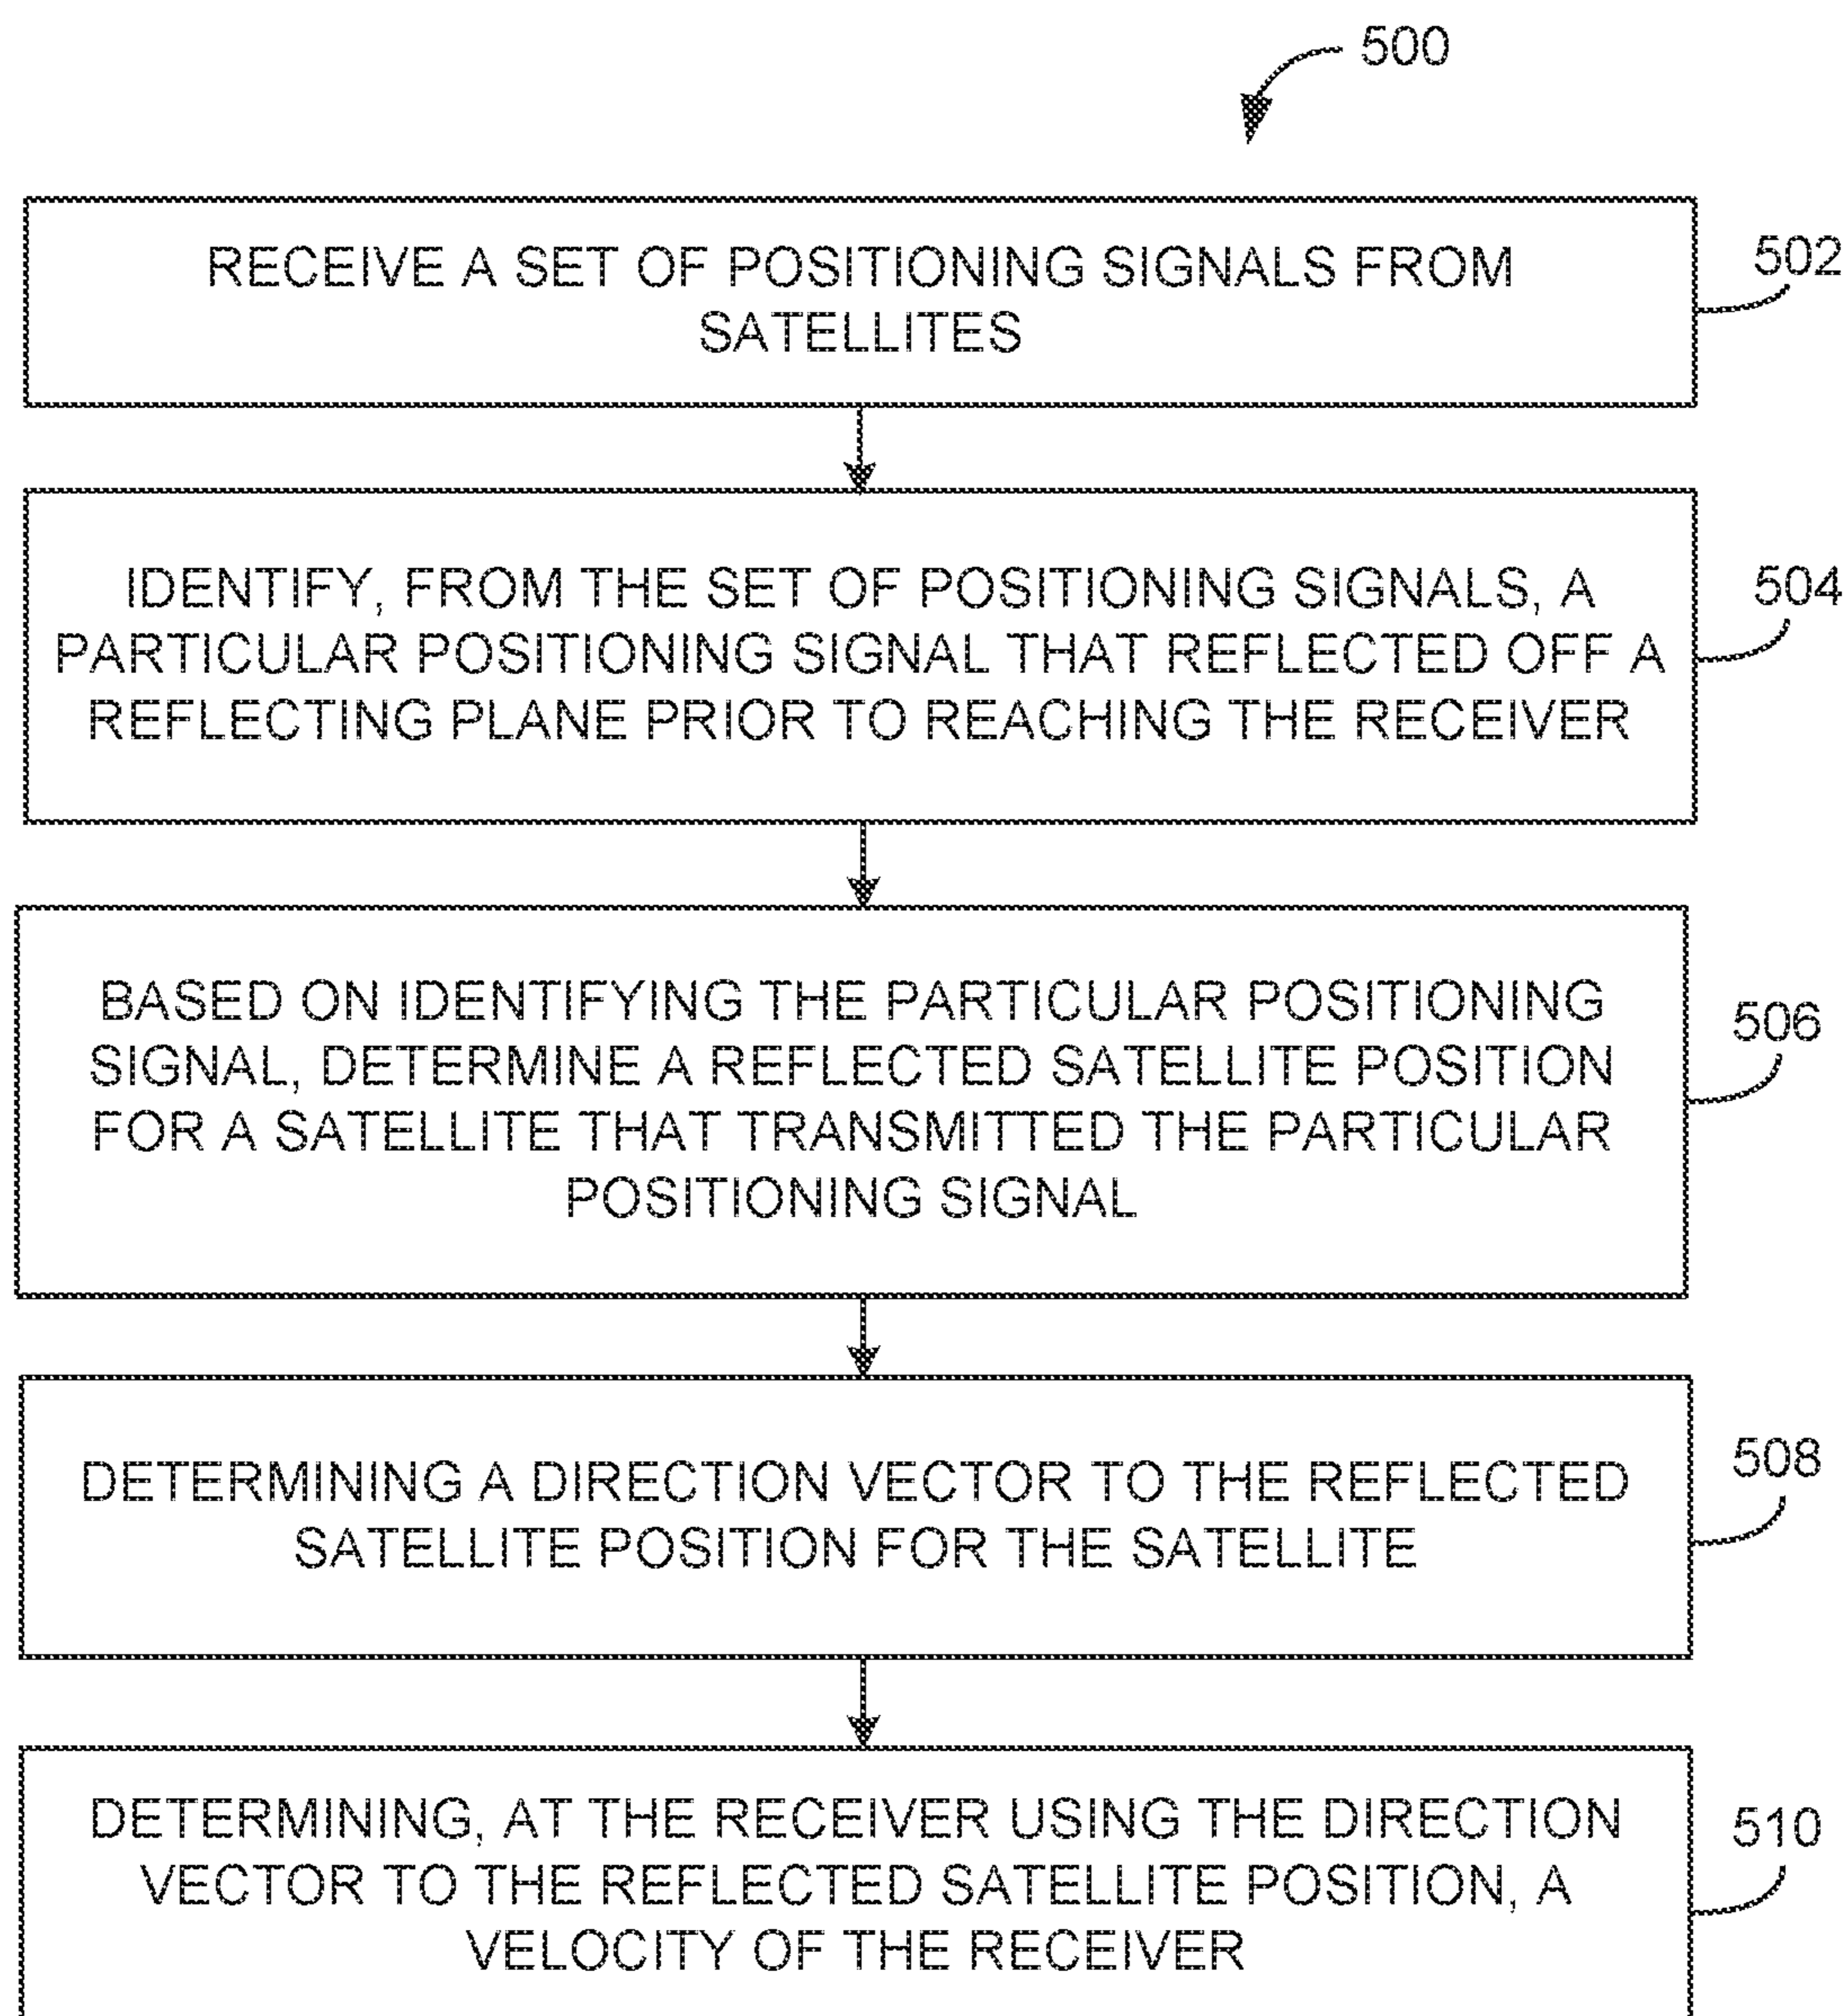 500
RECEIVE A SET OF POSITIONING SIGNALS FROM
SATELLITES
502
IDENTIFY, FROM THE SET OF POSITIONING SIGNALS, A
PARTICULAR POSITIONING SIGNAL THAT REFLECTED OFF A
REFLECTING PLANE PRIOR TO REACHING THE RECEIVER
504
BASED ON IDENTIFYING THE PARTICULAR POSITIONING
SIGNAL, DETERMINE A REFLECTED SATELLITE POSITION
FOR A SATELLITE THAT TRANSMITTED THE PARTICULAR
POSITIONING SIGNAL
506
DETERMINING A DIRECTION VECTOR TO THE REFLECTED
SATELLITE POSITION FOR THE SATELLITE
508
DETERMINING, AT THE RECEIVER USING THE DIRECTION
VECTOR TO THE REFLECTED SATELLITE POSITION, A
VELOCITY OF THE RECEIVER
510